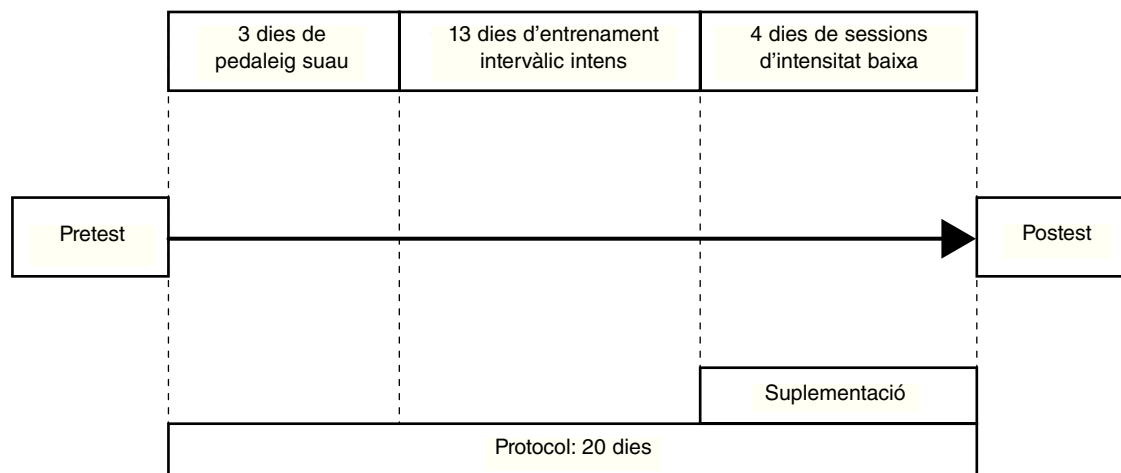 3 dies de
pedaleig suau
13 dies d’entrenament
intervàlic intens
4 dies de sessions
d’intensitat baixa
Pretest
Postest
Suplementació
Protocol: 20 dies